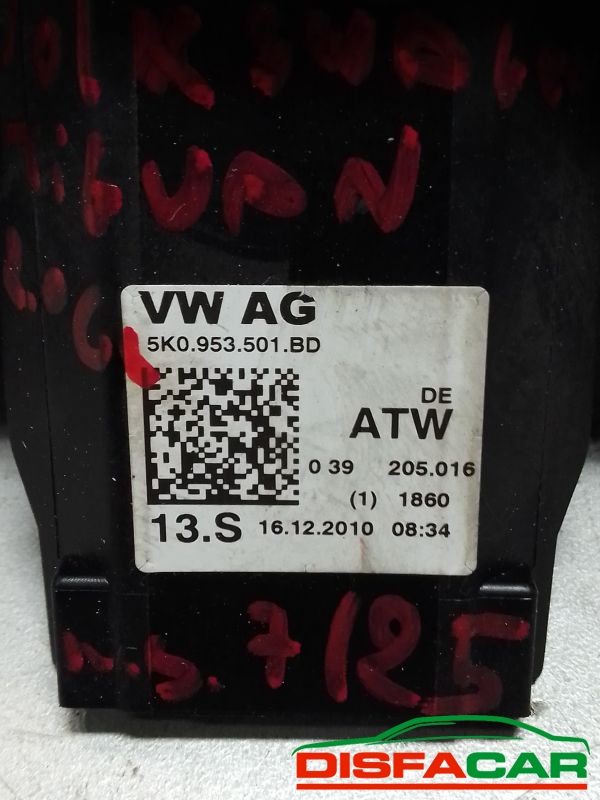 VW AG
5K0.953.501.BD
DE
ATW
0 39 205.016
(1) 1860
13.S 16.12.2010 08:34
7125
DISFACAR